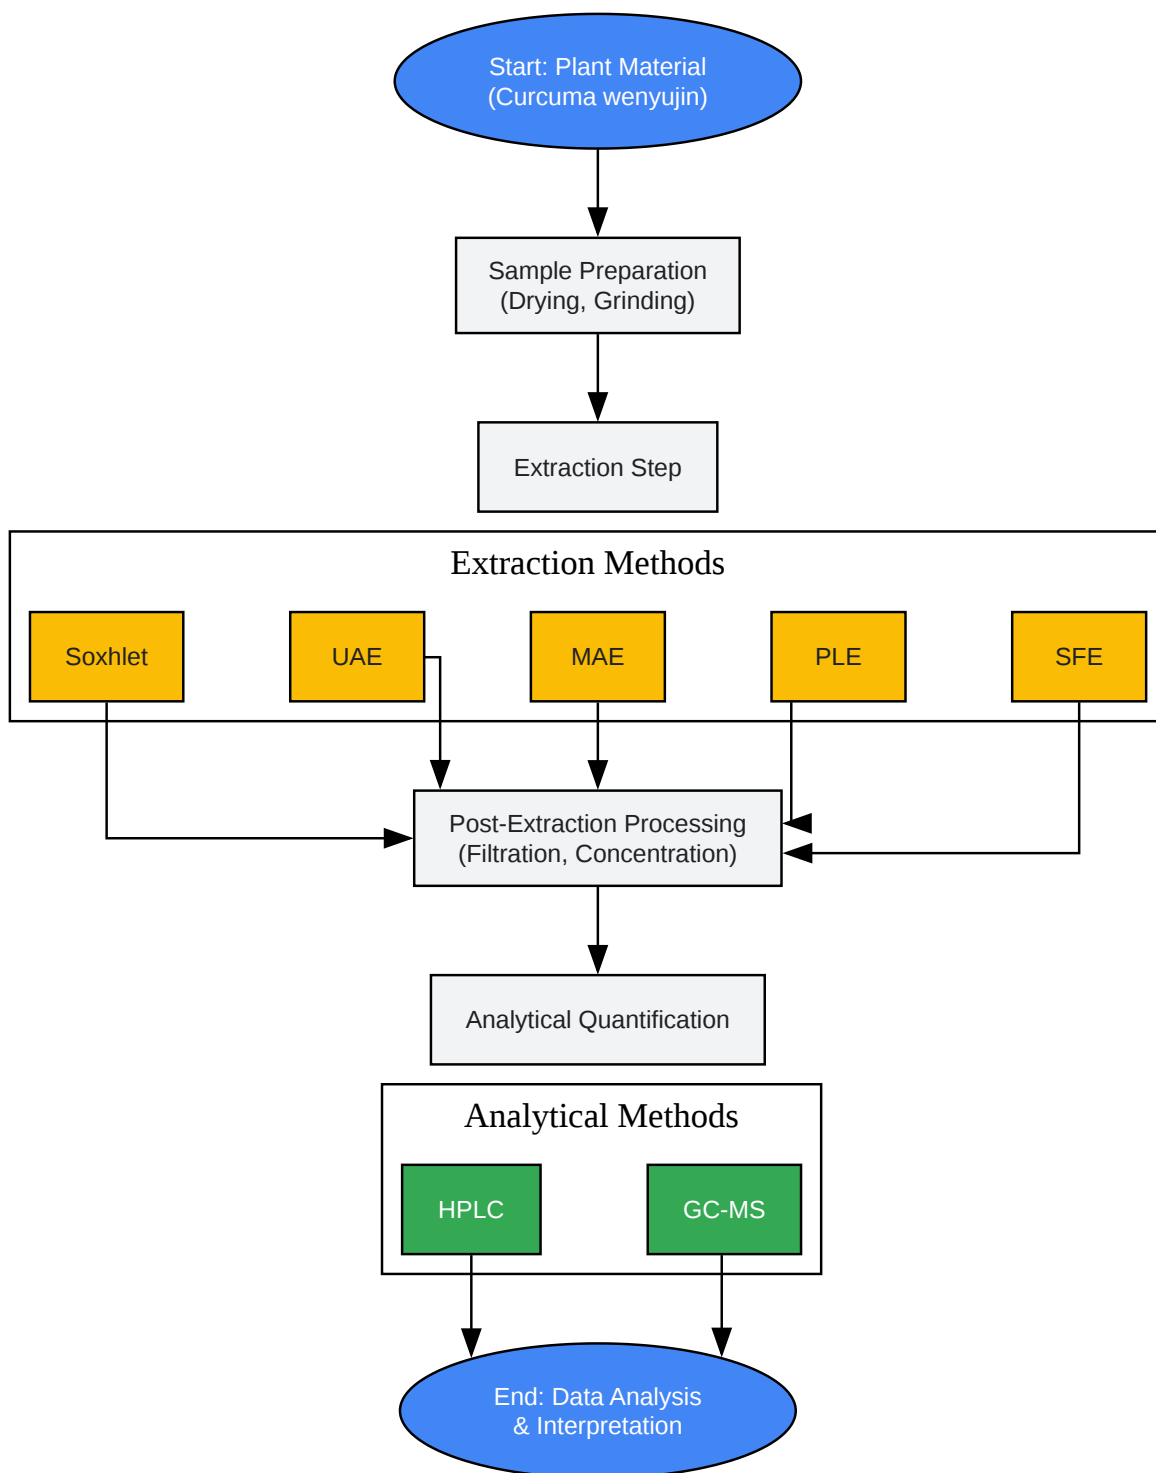 Start: Plant Material
(Curcuma wenyujin)
Sample Preparation
(Drying, Grinding)
Extraction Step
Extraction Methods
Soxhlet
UAE
MAE
PLE
SFE
Post-Extraction Processing
(Filtration, Concentration)
Analytical Quantification
Analytical Methods
HPLC
GC-MS
End: Data Analysis
& Interpretation